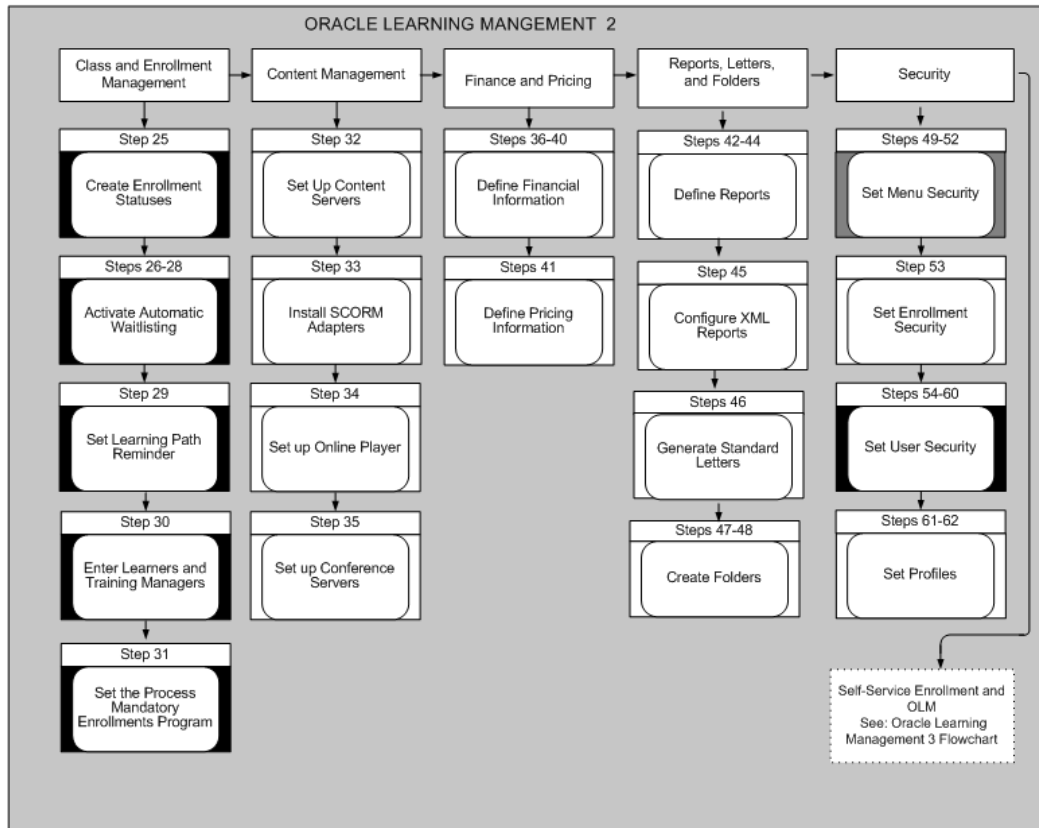 ORACLE LEARNING MANGEMENT 2
Class and Enrollment
Management
Content Management
Finance and Pricing
Reports, Letters,
and Folders
Security
Step 25
Create Enrollment
Statuses
Steps 26-28
Activate Automatic
Waitlisting
Step 29
Set Learning Path
Reminder
Step 30
Enter Learners and
Training Managers
Step 31
Set the Process
Mandatory
Enrollments Program
Step 32
Set Up Content
Servers
Step 33
Install SCORM
Adapters
Step 34
Set up Online Player
Step 35
Set up Conference
Servers
Steps 36-40
Define Financial
Information
Steps 41
Define Pricing
Information
Steps 42-44
Define Reports
Step 45
Configure XML
Reports
Steps 46
Generate Standard
Letters
Steps 47-48
Create Folders
Steps 49-52
Set Menu Security
Step 53
Set Enrollment
Security
Steps 54-60
Set User Security
Steps 61-62
Set Profiles
Self-Service Enrollment and
OLM
See: Oracle Learning
Management 3 Flowchart